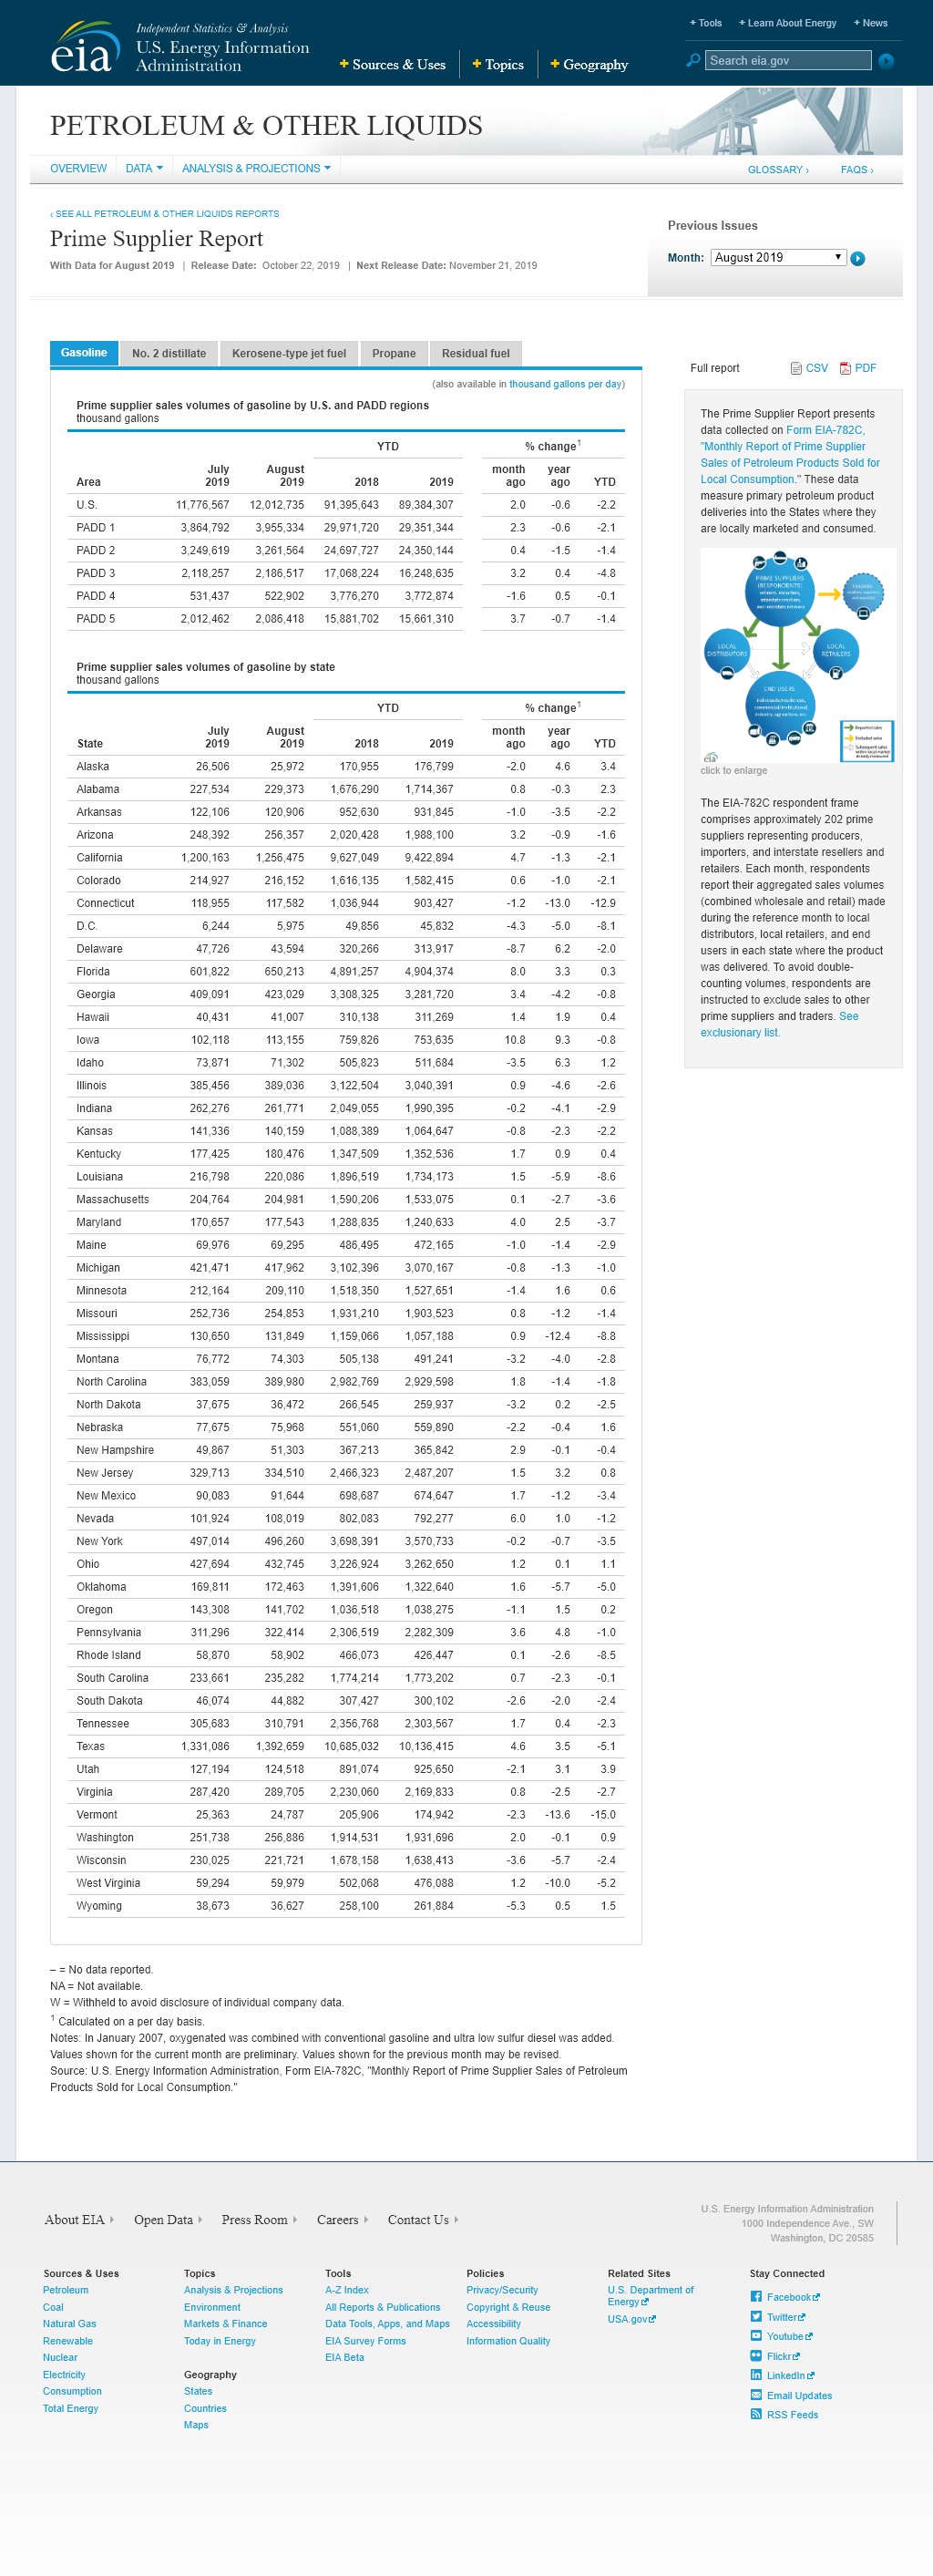 + Tools + Learn About Energy + News
eia
Independent Statistics & Analysis
U.S. Energy Information
Administration
+ Sources & Uses + Topics + Geography
Search eia.gov
PETROLEUM & OTHER LIQUIDS
OVERVIEW DATA ANALYSIS & PROJECTIONS GLOSSARY › FAQS ›
‹ SEE ALL PETROLEUM & OTHER LIQUIDS REPORTS
Prime Supplier Report
With Data for August 2019 | Release Date: October 22, 2019 | Next Release Date: November 21, 2019
Previous Issues
Month: August 2019
Gasoline No. 2 distillate Kerosene-type jet fuel Propane Residual fuel
(also available in thousand gallons per day)
Prime supplier sales volumes of gasoline by U.S. and PADD regions
thousand gallons
YTD % change1
July August month year
Area 2019 2019 2018 2019 ago ago YTD
U.S. 11,776,567 12,012,735 91,395,643 89,384,307 2.0 -0.6 -2.2
PADD 1 3,864,792 3,955,334 29,971,720 29,351,344 2.3 -0.6 -2.1
PADD 2 3,249,619 3,261,564 24,697,727 24,350,144 0.4 -1.5 -1.4
PADD 3 2,118,257 2,186,517 17,068,224 16,248,635 3.2 0.4 -4.8
PADD 4 531,437 522,902 3,776,270 3,772,874 -1.6 0.5 -0.1
PADD 5 2,012,462 2,086,418 15,881,702 15,661,310 3.7 -0.7 -1.4
Prime supplier sales volumes of gasoline by state
thousand gallons
YTD % change1
July August month year
State 2019 2019 2018 2019 ago ago YTD
Alaska 26,506 25,972 170,955 176,799 -2.0 4.6 3.4
Alabama 227,534 229,373 1,676,290 1,714,367 0.8 -0.3 2.3
Arkansas 122,106 120,906 952,630 931,845 -1.0 -3.5 -2.2
Arizona 248,392 256,357 2,020,428 1,988,100 3.2 -0.9 -1.6
California 1,200,163 1,256,475 9,627,049 9,422,894 4.7 -1.3 -2.1
Colorado 214,927 216,152 1,616,135 1,582,415 0.6 -1.0 -2.1
Connecticut 118,955 117,582 1,036,944 903,427 -1.2 -13.0 -12.9
D.C. 6,244 5,975 49,856 45,832 -4.3 -5.0 -8.1
Delaware 47,726 43,594 320,266 313,917 -8.7 6.2 -2.0
Florida 601,822 650,213 4,891,257 4,904,374 8.0 3.3 0.3
Georgia 409,091 423,029 3,308,325 3,281,720 3.4 -4.2 -0.8
Hawaii 40,431 41,007 310,138 311,269 1.4 1.9 0.4
Iowa 102,118 113,155 759,826 753,635 10.8 9.3 -0.8
Idaho 73,871 71,302 505,823 511,684 -3.5 6.3 1.2
Illinois 385,456 389,036 3,122,504 3,040,391 0.9 -4.6 -2.6
Indiana 262,276 261,771 2,049,055 1,990,395 -0.2 -4.1 -2.9
Kansas 141,336 140,159 1,088,389 1,064,647 -0.8 -2.3 -2.2
Kentucky 177,425 180,476 1,347,509 1,352,536 1.7 0.9 0.4
Louisiana 216,798 220,086 1,896,519 1,734,173 1.5 -5.9 -8.6
Massachusetts 204,764 204,981 1,590,206 1,533,075 0.1 -2.7 -3.6
Maryland 170,657 177,543 1,288,835 1,240,633 4.0 2.5 -3.7
Maine 69,976 69,295 486,495 472,165 -1.0 -1.4 -2.9
Michigan 421,471 417,962 3,102,396 3,070,167 -0.8 -1.3 -1.0
Minnesota 212,164 209,110 1,518,350 1,527,651 -1.4 1.6 0.6
Missouri 252,736 254,853 1,931,210 1,903,523 0.8 -1.2 -1.4
Mississippi 130,650 131,849 1,159,066 1,057,188 0.9 -12.4 -8.8
Montana 76,772 74,303 505,138 491,241 -3.2 -4.0 -2.8
North Carolina 383,059 389,980 2,982,769 2,929,598 1.8 -1.4 -1.8
North Dakota 37,675 36,472 266,545 259,937 -3.2 0.2 -2.5
Nebraska 77,675 75,968 551,060 559,890 -2.2 -0.4 1.6
New Hampshire 49,867 51,303 367,213 365,842 2.9 -0.1 -0.4
New Jersey 329,713 334,510 2,466,323 2,487,207 1.5 3.2 0.8
New Mexico 90,083 91,644 698,687 674,647 1.7 -1.2 -3.4
Nevada 101,924 108,019 802,083 792,277 6.0 1.0 -1.2
New York 497,014 496,260 3,698,391 3,570,733 -0.2 -0.7 -3.5
Ohio 427,694 432,745 3,226,924 3,262,650 1.2 0.1 1.1
Oklahoma 169,811 172,463 1,391,606 1,322,640 1.6 -5.7 -5.0
Oregon 143,308 141,702 1,036,518 1,038,275 -1.1 1.5 0.2
Pennsylvania 311,296 322,414 2,306,519 2,282,309 3.6 4.8 -1.0
Rhode Island 58,870 58,902 466,073 426,447 0.1 -2.6 -8.5
South Carolina 233,661 235,282 1,774,214 1,773,202 0.7 -2.3 -0.1
South Dakota 46,074 44,882 307,427 300,102 -2.6 -2.0 -2.4
Tennessee 305,683 310,791 2,356,768 2,303,567 1.7 0.4 -2.3
Texas 1,331,086 1,392,659 10,685,032 10,136,415 4.6 3.5 -5.1
Utah 127,194 124,518 891,074 925,650 -2.1 3.1 3.9
Virginia 287,420 289,705 2,230,060 2,169,833 0.8 -2.5 -2.7
Vermont 25,363 24,787 205,906 174,942 -2.3 -13.6 -15.0
Washington 251,738 256,886 1,914,531 1,931,696 2.0 -0.1 0.9
Wisconsin 230,025 221,721 1,678,158 1,638,413 -3.6 -5.7 -2.4
West Virginia 59,294 59,979 502,068 476,088 1.2 -10.0 -5.2
Wyoming 38,673 36,627 258,100 261,884 -5.3 0.5 1.5
– = No data reported.
NA = Not available.
W = Withheld to avoid disclosure of individual company data.
1 Calculated on a per day basis.
Notes: In January 2007, oxygenated was combined with conventional gasoline and ultra low sulfur diesel was added.
Values shown for the current month are preliminary. Values shown for the previous month may be revised.
Source: U.S. Energy Information Administration, Form EIA-782C, "Monthly Report of Prime Supplier Sales of Petroleum
Products Sold for Local Consumption."
Full report CSV PDF
The Prime Supplier Report presents
data collected on Form EIA-782C,
"Monthly Report of Prime Supplier
Sales of Petroleum Products Sold for
Local Consumption." These data
measure primary petroleum product
deliveries into the States where they
are locally marketed and consumed.
PRIME SUPPLIERS
(RESPONDENTS)
LOCAL
DISTRIBUTORS
LOCAL
RETAILERS
END USERS
eia
click to enlarge
The EIA-782C respondent frame
comprises approximately 202 prime
suppliers representing producers,
importers, and interstate resellers and
retailers. Each month, respondents
report their aggregated sales volumes
(combined wholesale and retail) made
during the reference month to local
distributors, local retailers, and end
users in each state where the product
was delivered. To avoid double-
counting volumes, respondents are
instructed to exclude sales to other
prime suppliers and traders. See
exclusionary list.
About EIA Open Data Press Room Careers Contact Us
U.S. Energy Information Administration
1000 Independence Ave., SW
Washington, DC 20585
Sources & Uses
Petroleum
Coal
Natural Gas
Renewable
Nuclear
Electricity
Consumption
Total Energy
Topics
Analysis & Projections
Environment
Markets & Finance
Today in Energy
Geography
States
Countries
Maps
Tools
A-Z Index
All Reports & Publications
Data Tools, Apps, and Maps
EIA Survey Forms
EIA Beta
Policies
Privacy/Security
Copyright & Reuse
Accessibility
Information Quality
Related Sites
U.S. Department of
Energy
USA.gov
Stay Connected
Facebook
Twitter
Youtube
Flickr
LinkedIn
Email Updates
RSS Feeds